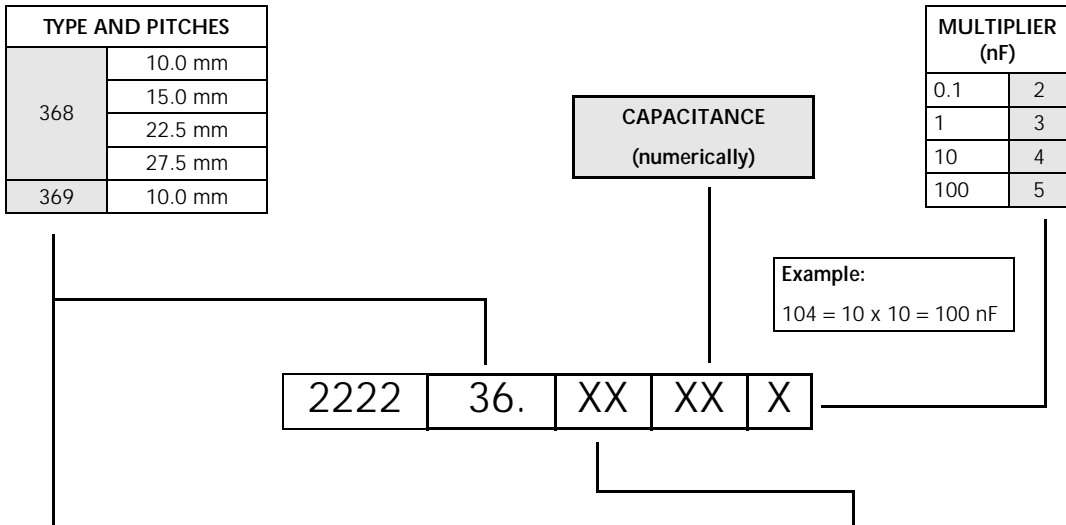 TYPE AND PITCHES
368
10.0 mm
15.0 mm
22.5 mm
27.5 mm
369 10.0 mm
CAPACITANCE
(numerically)
MULTIPLIER
(nF)
0.1 2
1 3
10 4
100 5
Example:
104 = 10 x 10 = 100 nF
2222 36. XX XX X